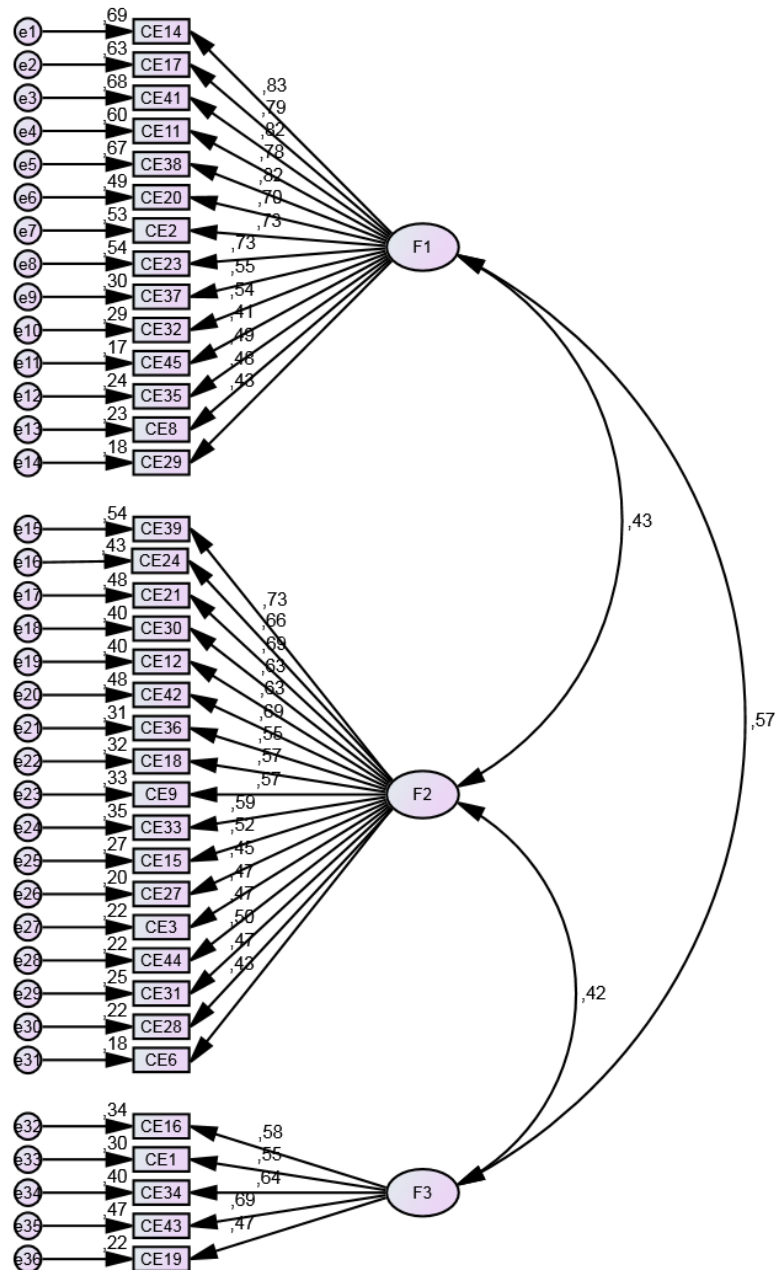 e1 ,69 CE14
e2 ,63 CE17
e3 ,68 CE41
e4 ,60 CE11
e5 ,67 CE38
e6 ,49 CE20
e7 ,53 CE2
e8 ,54 CE23
e9 ,30 CE37
e10 ,29 CE32
e11 ,17 CE45
e12 ,24 CE35
e13 ,23 CE8
e14 ,18 CE29
,83
,79
,82
,78
,82
,70
,73
,73
,55
,54
,41
,49
,48
,43
F1
,43
,57
e15 ,54 CE39
e16 ,43 CE24
e17 ,48 CE21
e18 ,40 CE30
e19 ,40 CE12
e20 ,48 CE42
e21 ,31 CE36
e22 ,32 CE18
e23 ,33 CE9
e24 ,35 CE33
e25 ,27 CE15
e26 ,20 CE27
e27 ,22 CE3
e28 ,22 CE44
e29 ,25 CE31
e30 ,22 CE28
e31 ,18 CE6
,73
,66
,69
,63
,63
,69
,55
,57
,57
,59
,52
,45
,47
,47
,50
,47
,43
F2
,42
e32 ,34 CE16
e33 ,30 CE1
e34 ,40 CE34
e35 ,47 CE43
e36 ,22 CE19
,58
,55
,64
,69
,47
F3